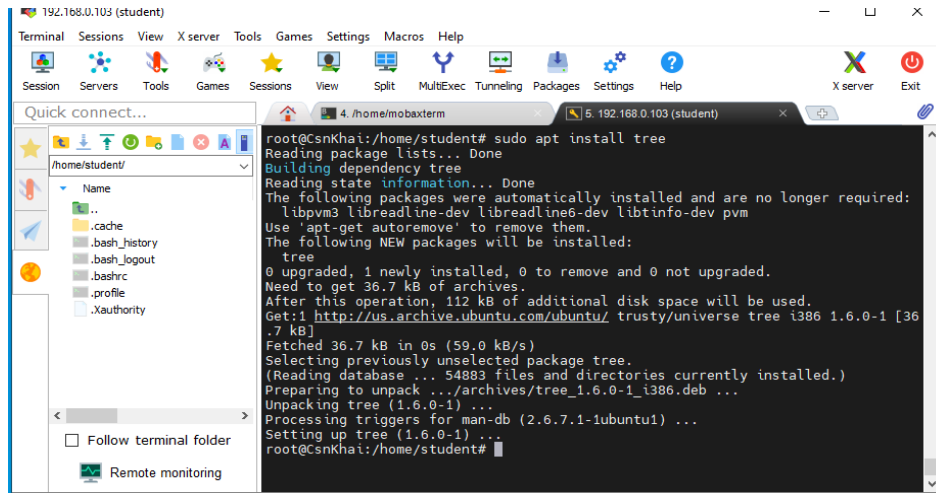 192.168.0.103 (student)
Terminal Sessions View X server Tools Games Settings Macros Help
Session Servers Tools Games Sessions View Split MultiExec Tunneling Packages Settings Help X server Exit
Quick connect...
4. /home/mobaxterm
5. 192.168.0.103 (student)
/home/student/
Name
..
.cache
.bash_history
.bash_logout
.bashrc
.profile
.Xauthority
Follow terminal folder
Remote monitoring
root@CsnKhai:/home/student# sudo apt install tree
Reading package lists... Done
Building dependency tree
Reading state information... Done
The following packages were automatically installed and are no longer required:
libpvm3 libreadline-dev libreadline6-dev libtinfo-dev pvm
Use 'apt-get autoremove' to remove them.
The following NEW packages will be installed:
tree
0 upgraded, 1 newly installed, 0 to remove and 0 not upgraded.
Need to get 36.7 kB of archives.
After this operation, 112 kB of additional disk space will be used.
Get:1 http://us.archive.ubuntu.com/ubuntu/ trusty/universe tree i386 1.6.0-1 [36
.7 kB]
Fetched 36.7 kB in 0s (59.0 kB/s)
Selecting previously unselected package tree.
(Reading database ... 54883 files and directories currently installed.)
Preparing to unpack .../archives/tree_1.6.0-1_i386.deb ...
Unpacking tree (1.6.0-1) ...
Processing triggers for man-db (2.6.7.1-1ubuntu1) ...
Setting up tree (1.6.0-1) ...
root@CsnKhai:/home/student#